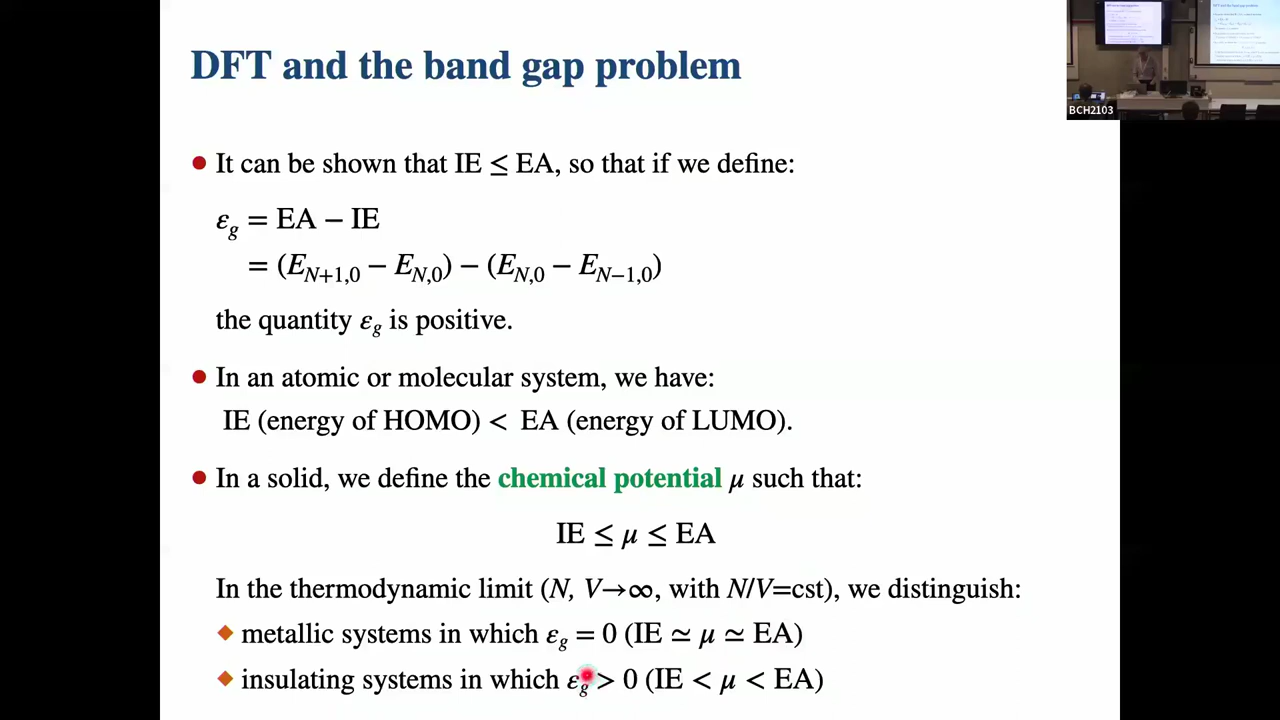 DFT and the band gap problem
BCH2103
● It can be shown that IE ≤ EA, so that if we define:
ε_g = EA − IE
= (E_{N+1,0} − E_{N,0}) − (E_{N,0} − E_{N−1,0})
the quantity ε_g is positive.
● In an atomic or molecular system, we have:
IE (energy of HOMO) < EA (energy of LUMO).
● In a solid, we define the chemical potential μ such that:
IE ≤ μ ≤ EA
In the thermodynamic limit (N, V→∞, with N/V=cst), we distinguish:
◆ metallic systems in which ε_g = 0 (IE ≃ μ ≃ EA)
◆ insulating systems in which ε_g > 0 (IE < μ < EA)